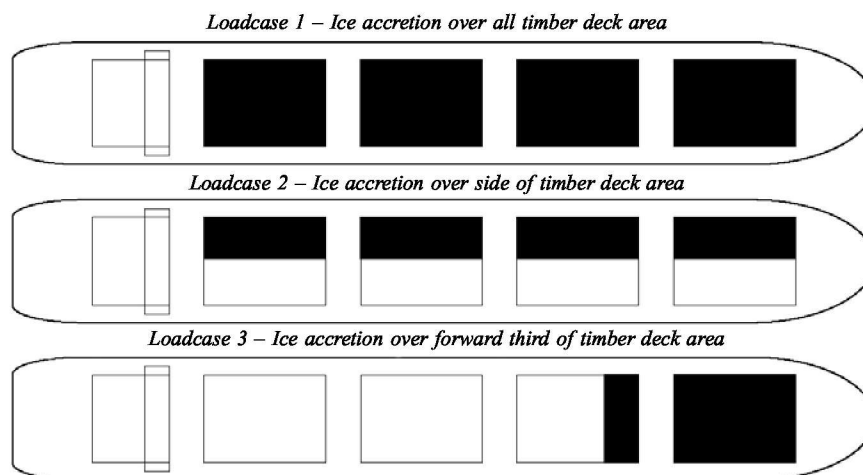 Loadcase 1 – Ice accretion over all timber deck area
Loadcase 2 – Ice accretion over side of timber deck area
Loadcase 3 – Ice accretion over forward third of timber deck area